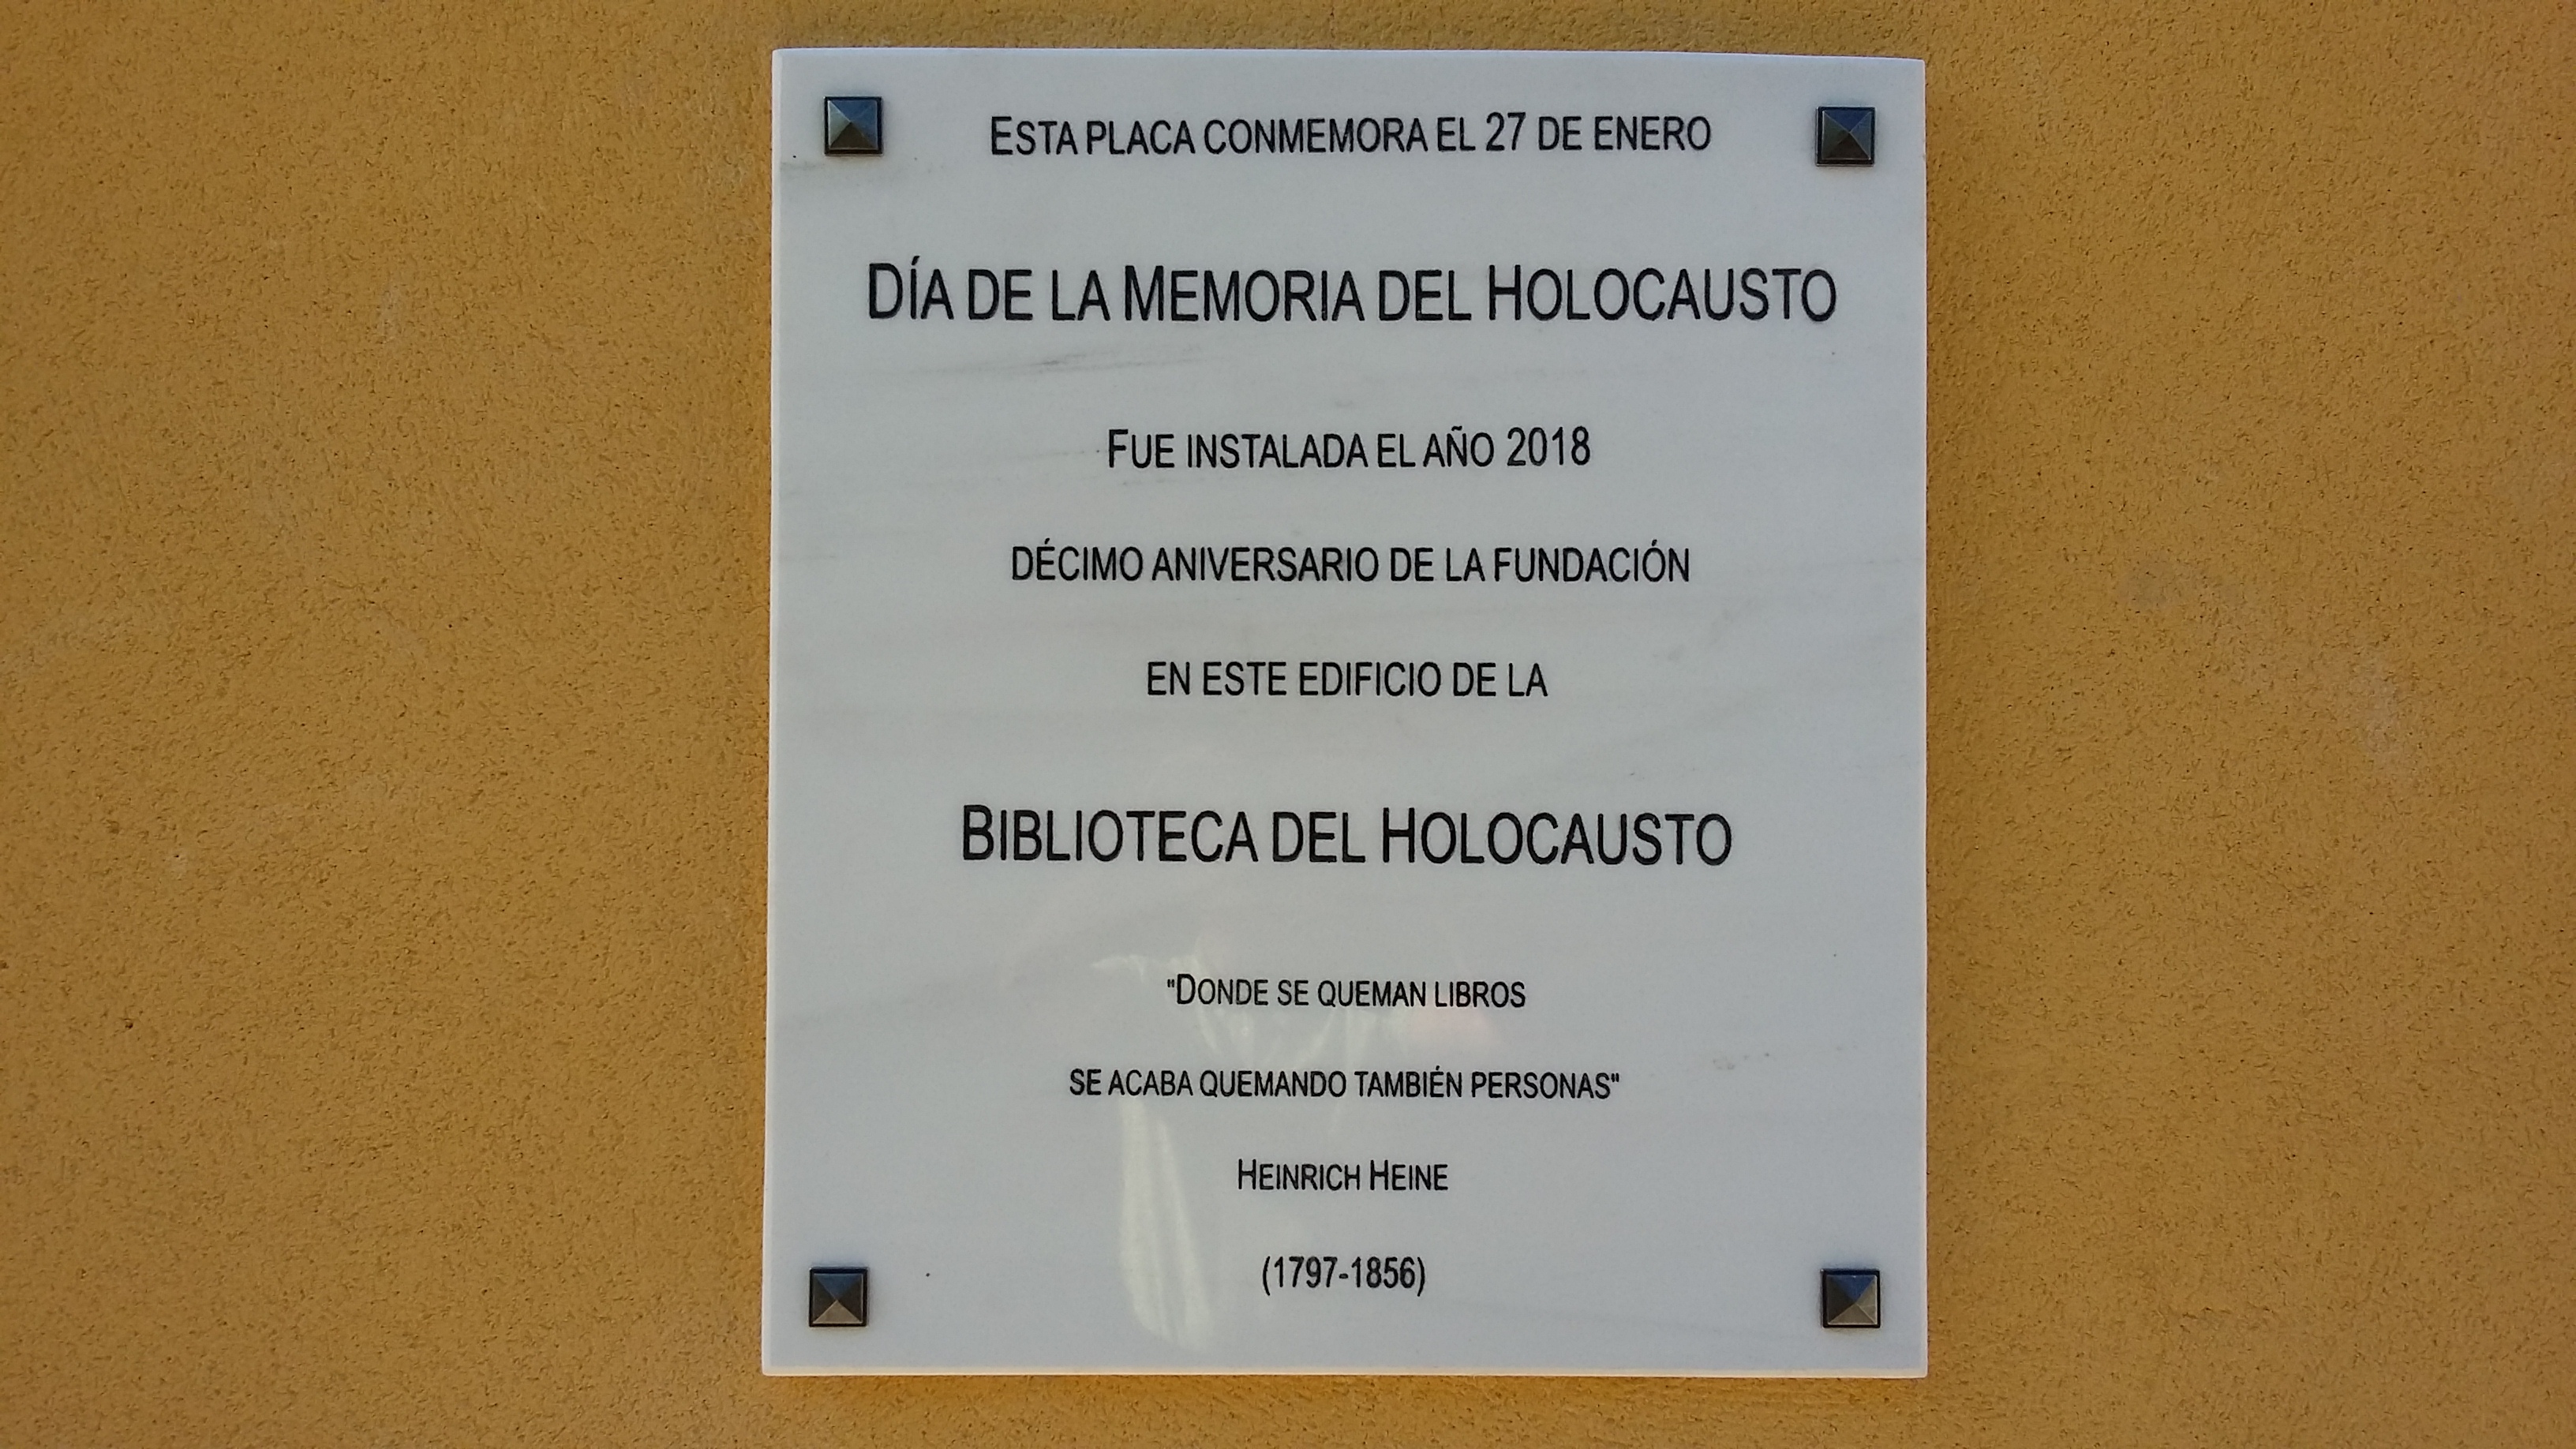 ESTA PLACA CONMEMORA EL 27 DE ENERO
DÍA DE LA MEMORIA DEL HOLOCAUSTO
FUE INSTALADA EL AÑO 2018
DÉCIMO ANIVERSARIO DE LA FUNDACIÓN
EN ESTE EDIFICIO DE LA
BIBLIOTECA DEL HOLOCAUSTO
"DONDE SE QUEMAN LIBROS
SE ACABA QUEMANDO TAMBIÉN PERSONAS"
HEINRICH HEINE
(1797-1856)